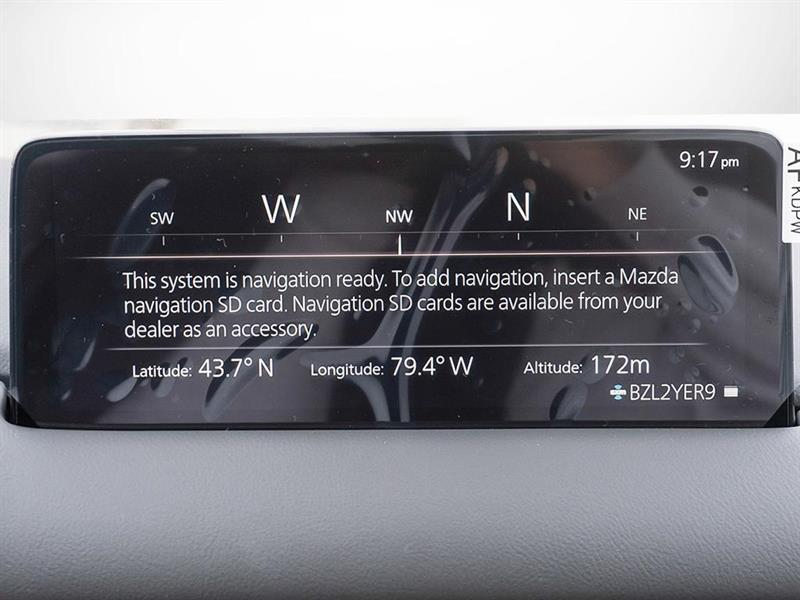 9:17 pm
SW W NW N NE
This system is navigation ready. To add navigation, insert a Mazda
navigation SD card. Navigation SD cards are available from your
dealer as an accessory.
Latitude: 43.7° N Longitude: 79.4° W Altitude: 172m
BZL2YER9